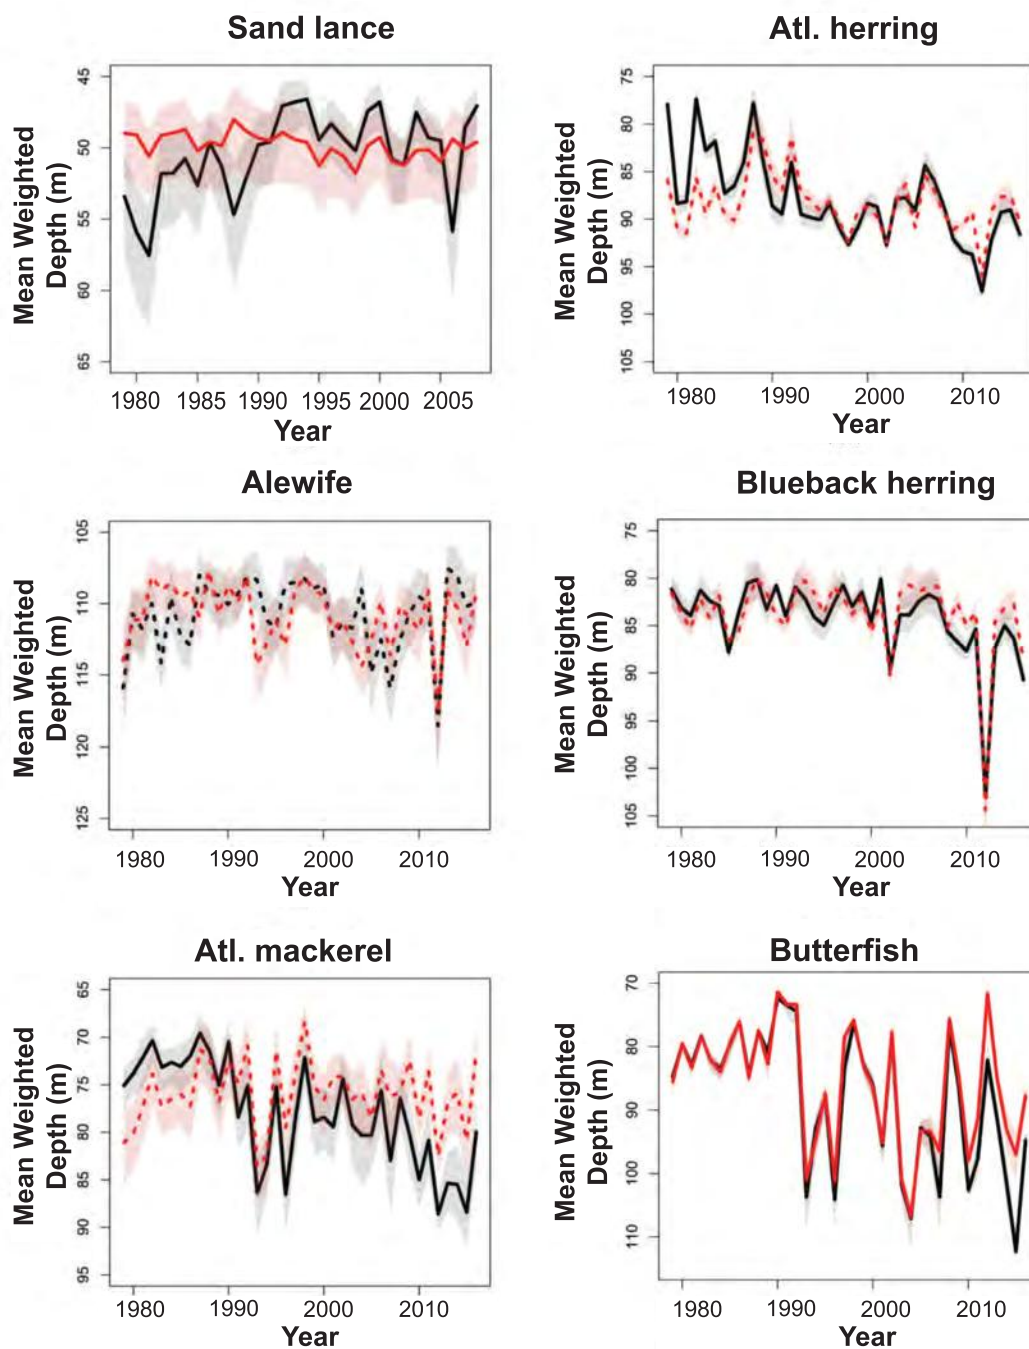 Sand lance
Mean Weighted
Depth (m)
45
50
55
60
65
1980 1985 1990 1995 2000 2005
Year
Atl. herring
Mean Weighted
Depth (m)
75
80
85
90
95
100
105
1980 1990 2000 2010
Year
Alewife
Mean Weighted
Depth (m)
105
110
115
120
125
1980 1990 2000 2010
Year
Blueback herring
Mean Weighted
Depth (m)
75
80
85
90
95
100
105
1980 1990 2000 2010
Year
Atl. mackerel
Mean Weighted
Depth (m)
65
70
75
80
85
90
95
1980 1990 2000 2010
Year
Butterfish
Mean Weighted
Depth (m)
70
80
90
100
110
1980 1990 2000 2010
Year